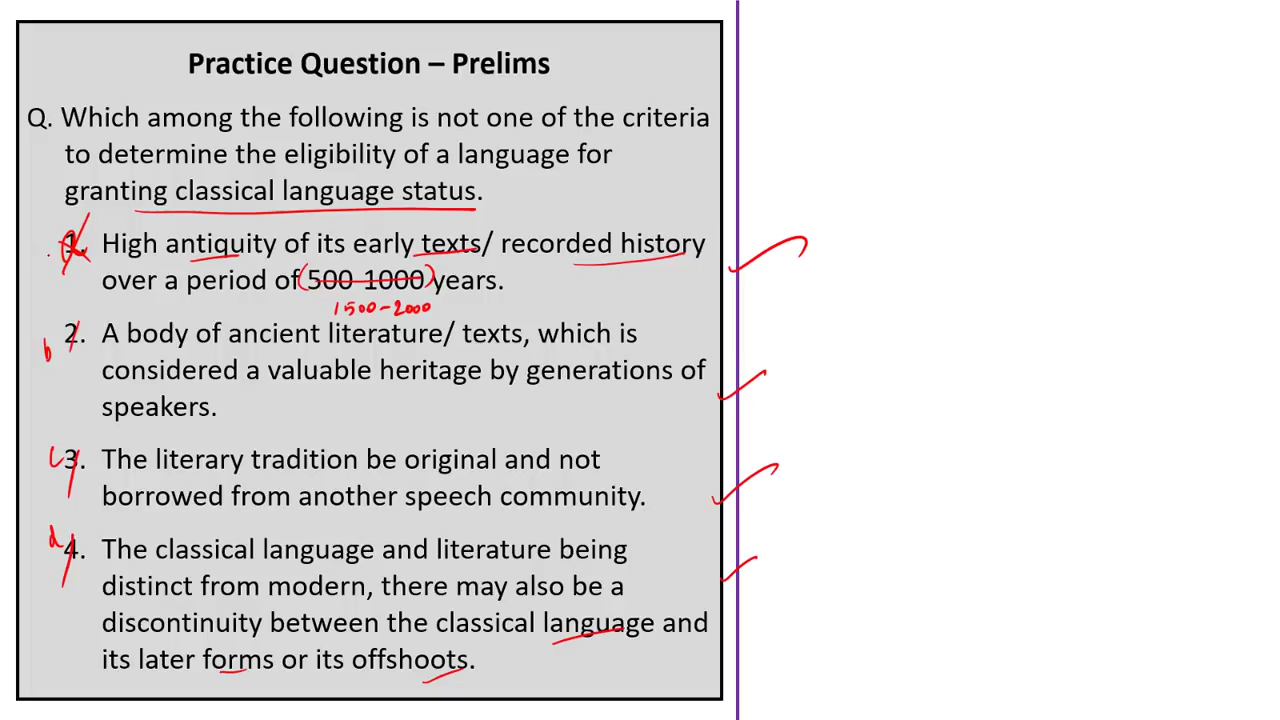 Practice Question – Prelims
Q. Which among the following is not one of the criteria
to determine the eligibility of a language for
granting classical language status.
1. High antiquity of its early texts/ recorded history
over a period of (500-1000) years.
1500-2000
b 2. A body of ancient literature/ texts, which is
considered a valuable heritage by generations of
speakers.
c 3. The literary tradition be original and not
borrowed from another speech community.
d 4. The classical language and literature being
distinct from modern, there may also be a
discontinuity between the classical language and
its later forms or its offshoots.